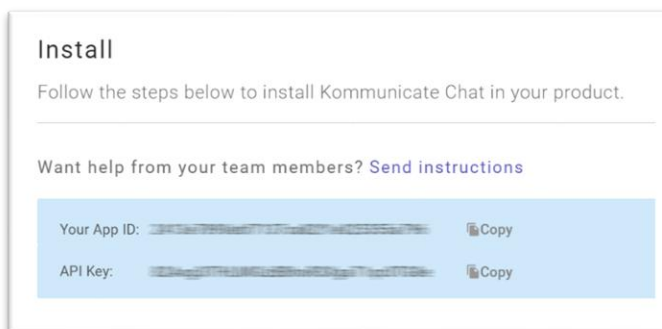 Install
Follow the steps below to install Kommunicate Chat in your product.
Want help from your team members? Send instructions
Your App ID: Copy
API Key: Copy